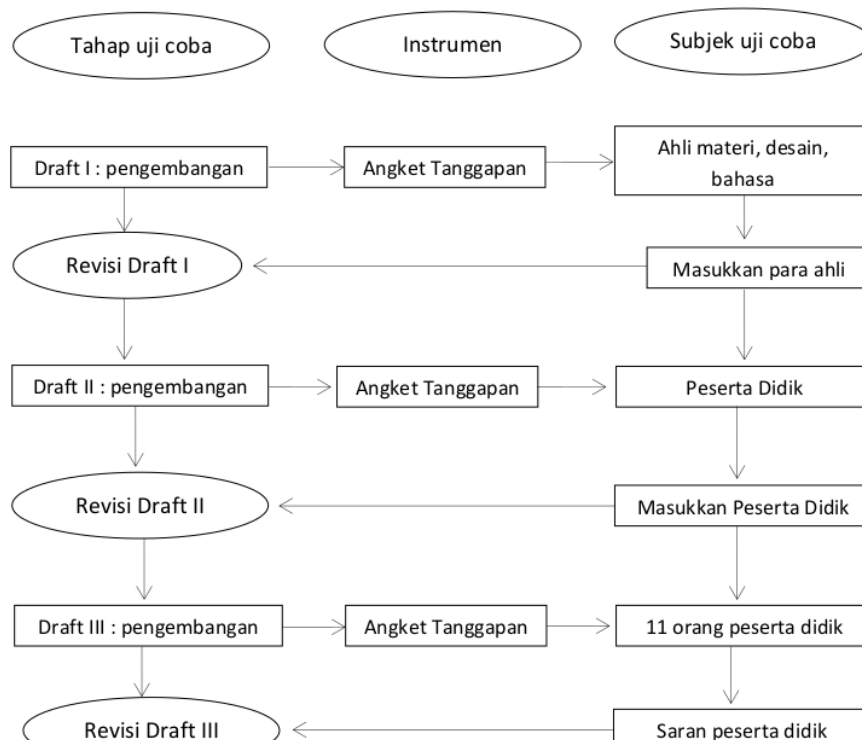 Tahap uji coba
Instrumen
Subjek uji coba
Draft I : pengembangan
Angket Tanggapan
Ahli materi, desain,
bahasa
Revisi Draft I
Masukkan para ahli
Draft II : pengembangan
Angket Tanggapan
Peserta Didik
Revisi Draft II
Masukkan Peserta Didik
Draft III : pengembangan
Angket Tanggapan
11 orang peserta didik
Revisi Draft III
Saran peserta didik